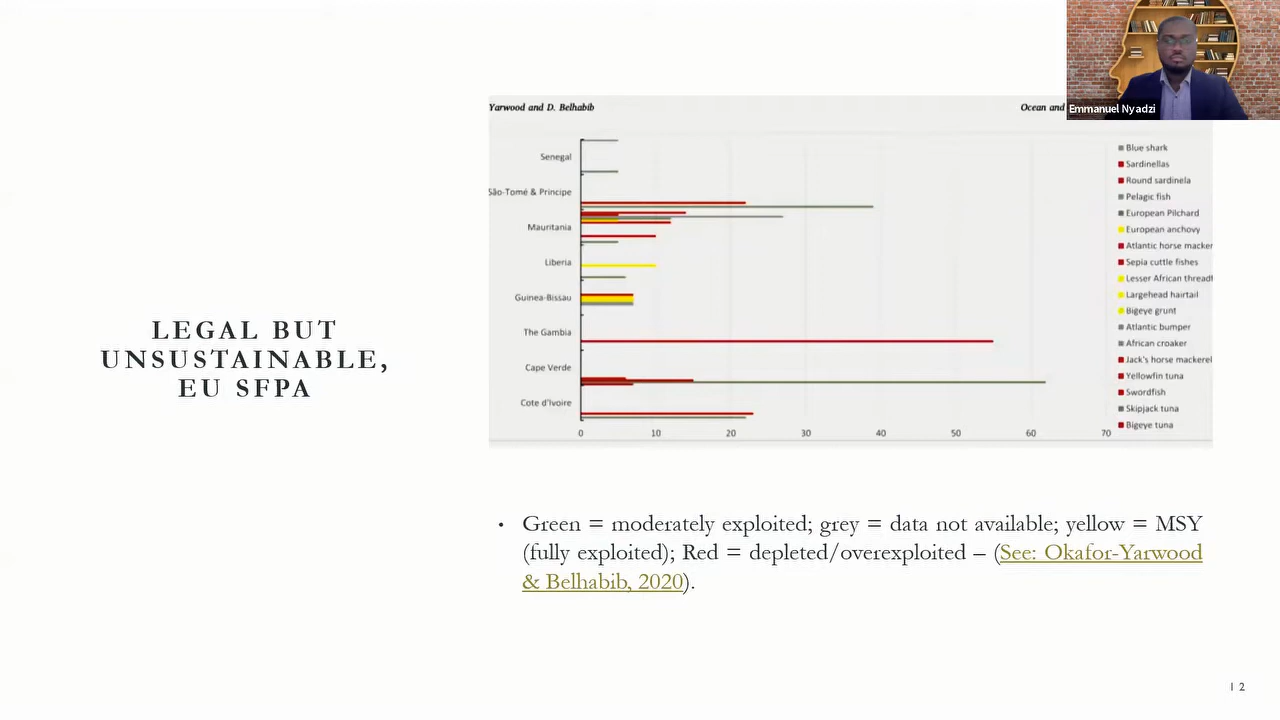 Emmanuel Nyadzi
Yarwood and D. Belhabib
Ocean and
Senegal
São-Tomé & Principe
Mauritania
Liberia
Guinea-Bissau
The Gambia
Cape Verde
Cote d'Ivoire
0 10 20 30 40 50 60 70
Blue shark
Sardinellas
Round sardinela
Pelagic fish
European Pilchard
European anchovy
Atlantic horse macker
Sepia cuttle fishes
Lesser African threadf
Largehead hairtail
Bigeye grunt
Atlantic bumper
African croaker
Jack's horse mackerel
Yellowfin tuna
Swordfish
Skipjack tuna
Bigeye tuna
LEGAL BUT
UNSUSTAINABLE,
EU SFPA
• Green = moderately exploited; grey = data not available; yellow = MSY
(fully exploited); Red = depleted/overexploited – (See: Okafor-Yarwood
& Belhabib, 2020).
12